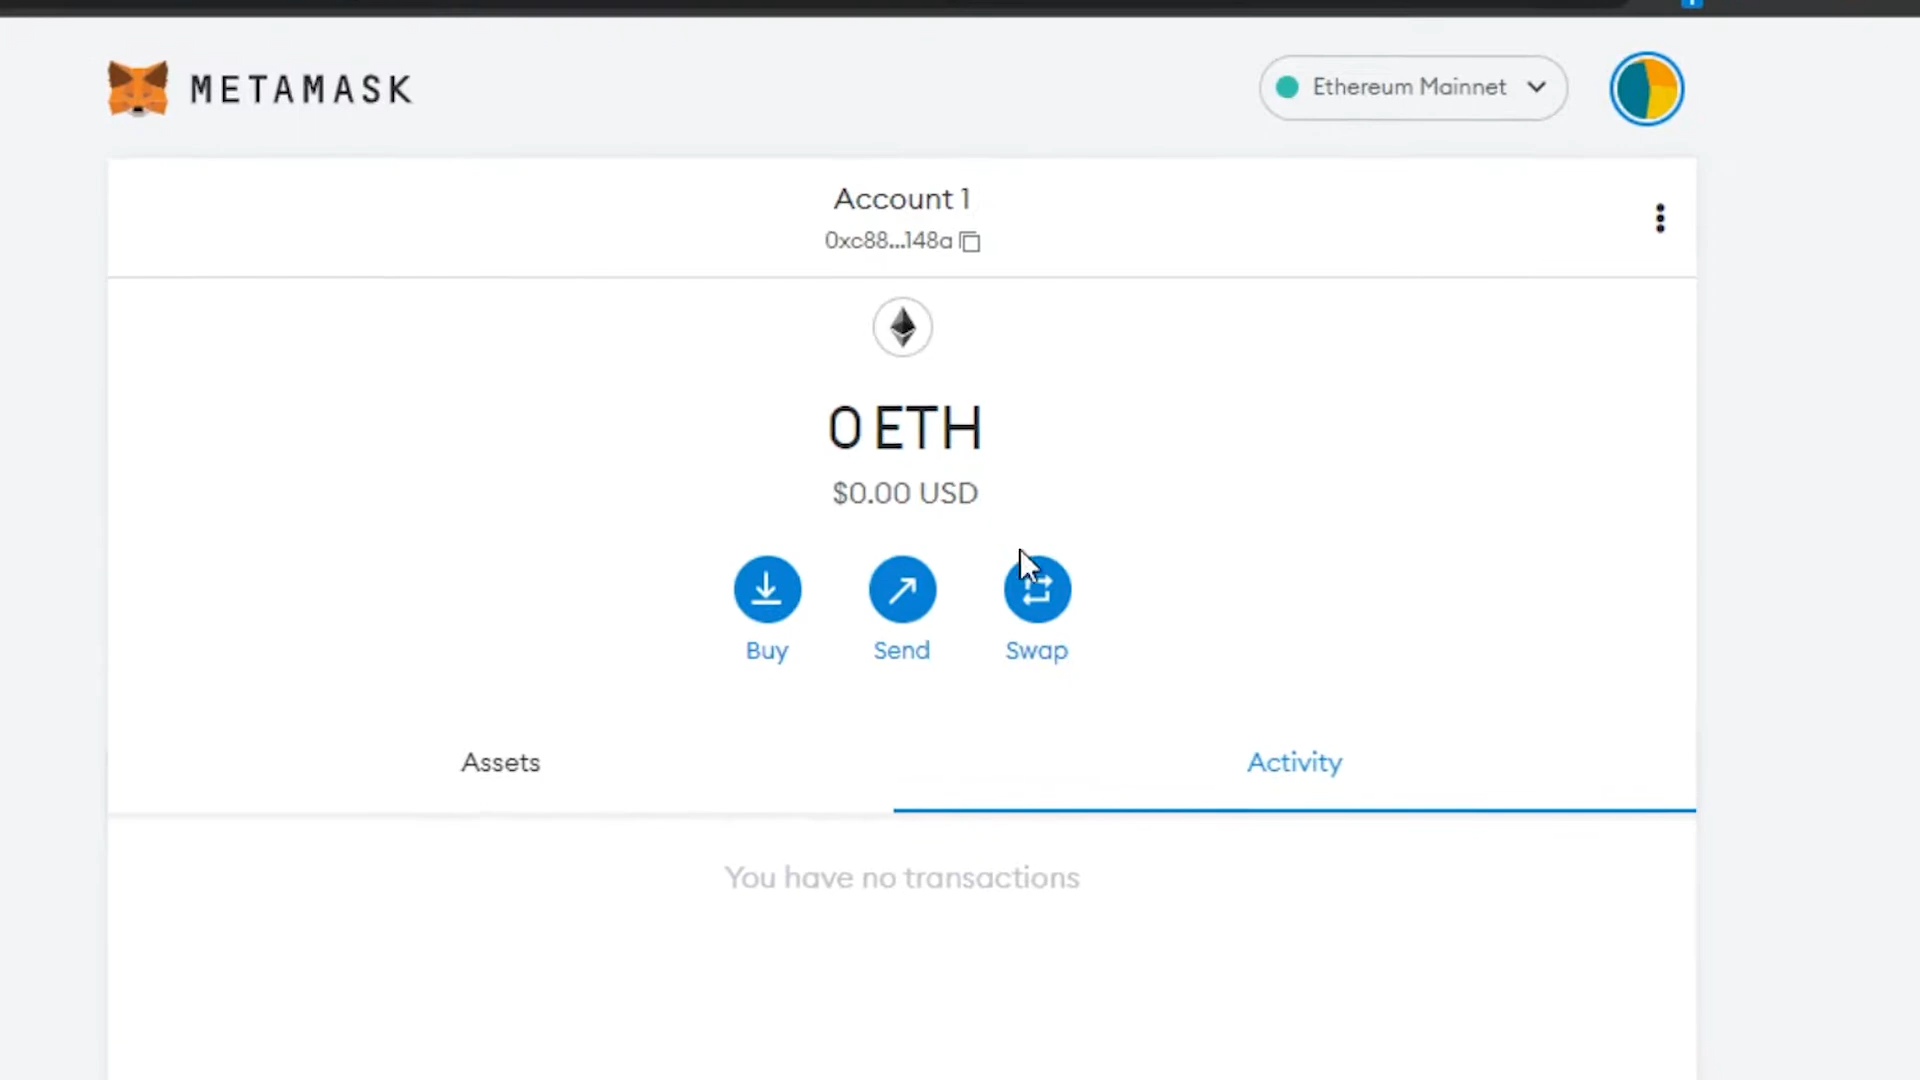 METAMASK
Ethereum Mainnet
Account 1
0xc88...148a
0 ETH
$0.00 USD
Buy
Send
Swap
Assets
Activity
You have no transactions